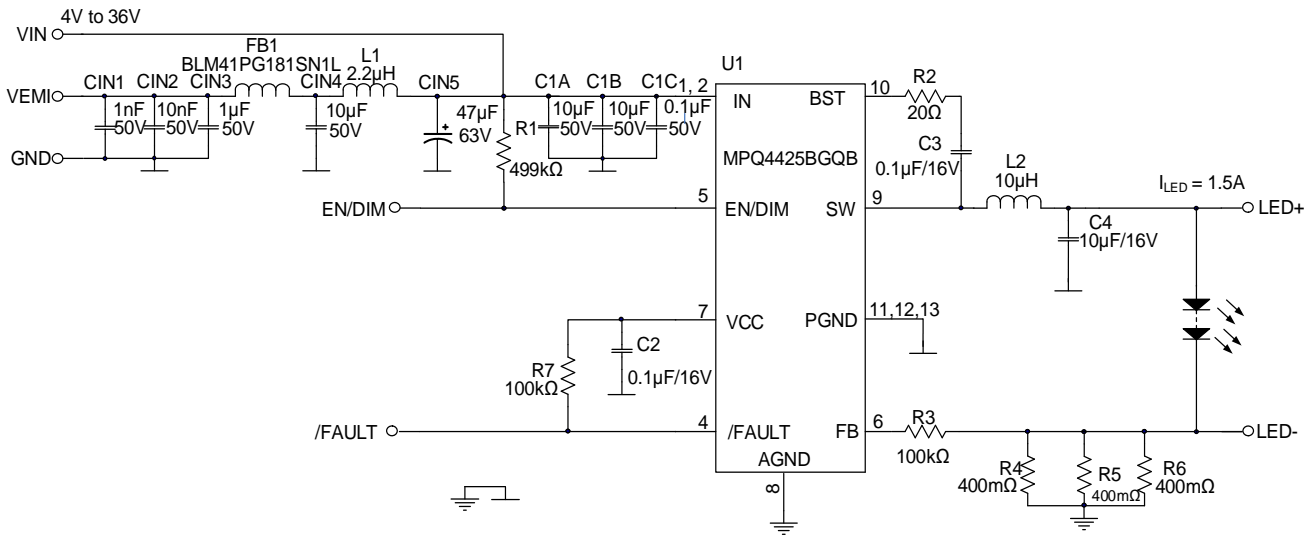 4V to 36V
VIN
FB1
BLM41PG181SN1L
L1
2.2µH
U1
VEMI
CIN1
CIN2
CIN3
CIN4
CIN5
C1A
C1B
C1C
1, 2
IN
BST
10
R2
20Ω
1nF
50V
10nF
50V
1µF
50V
10µF
50V
47µF
63V
R1
499kΩ
10µF
50V
10µF
50V
0.1µF
50V
GND
MPQ4425BGQB
C3
0.1µF/16V
L2
10µH
ILED = 1.5A
EN/DIM
5
EN/DIM
SW
9
LED+
C4
10µF/16V
7
VCC
PGND
11,12,13
C2
0.1µF/16V
R7
100kΩ
/FAULT
4
/FAULT
FB
6
R3
100kΩ
LED-
AGND
8
R4
400mΩ
R5
400mΩ
R6
400mΩ